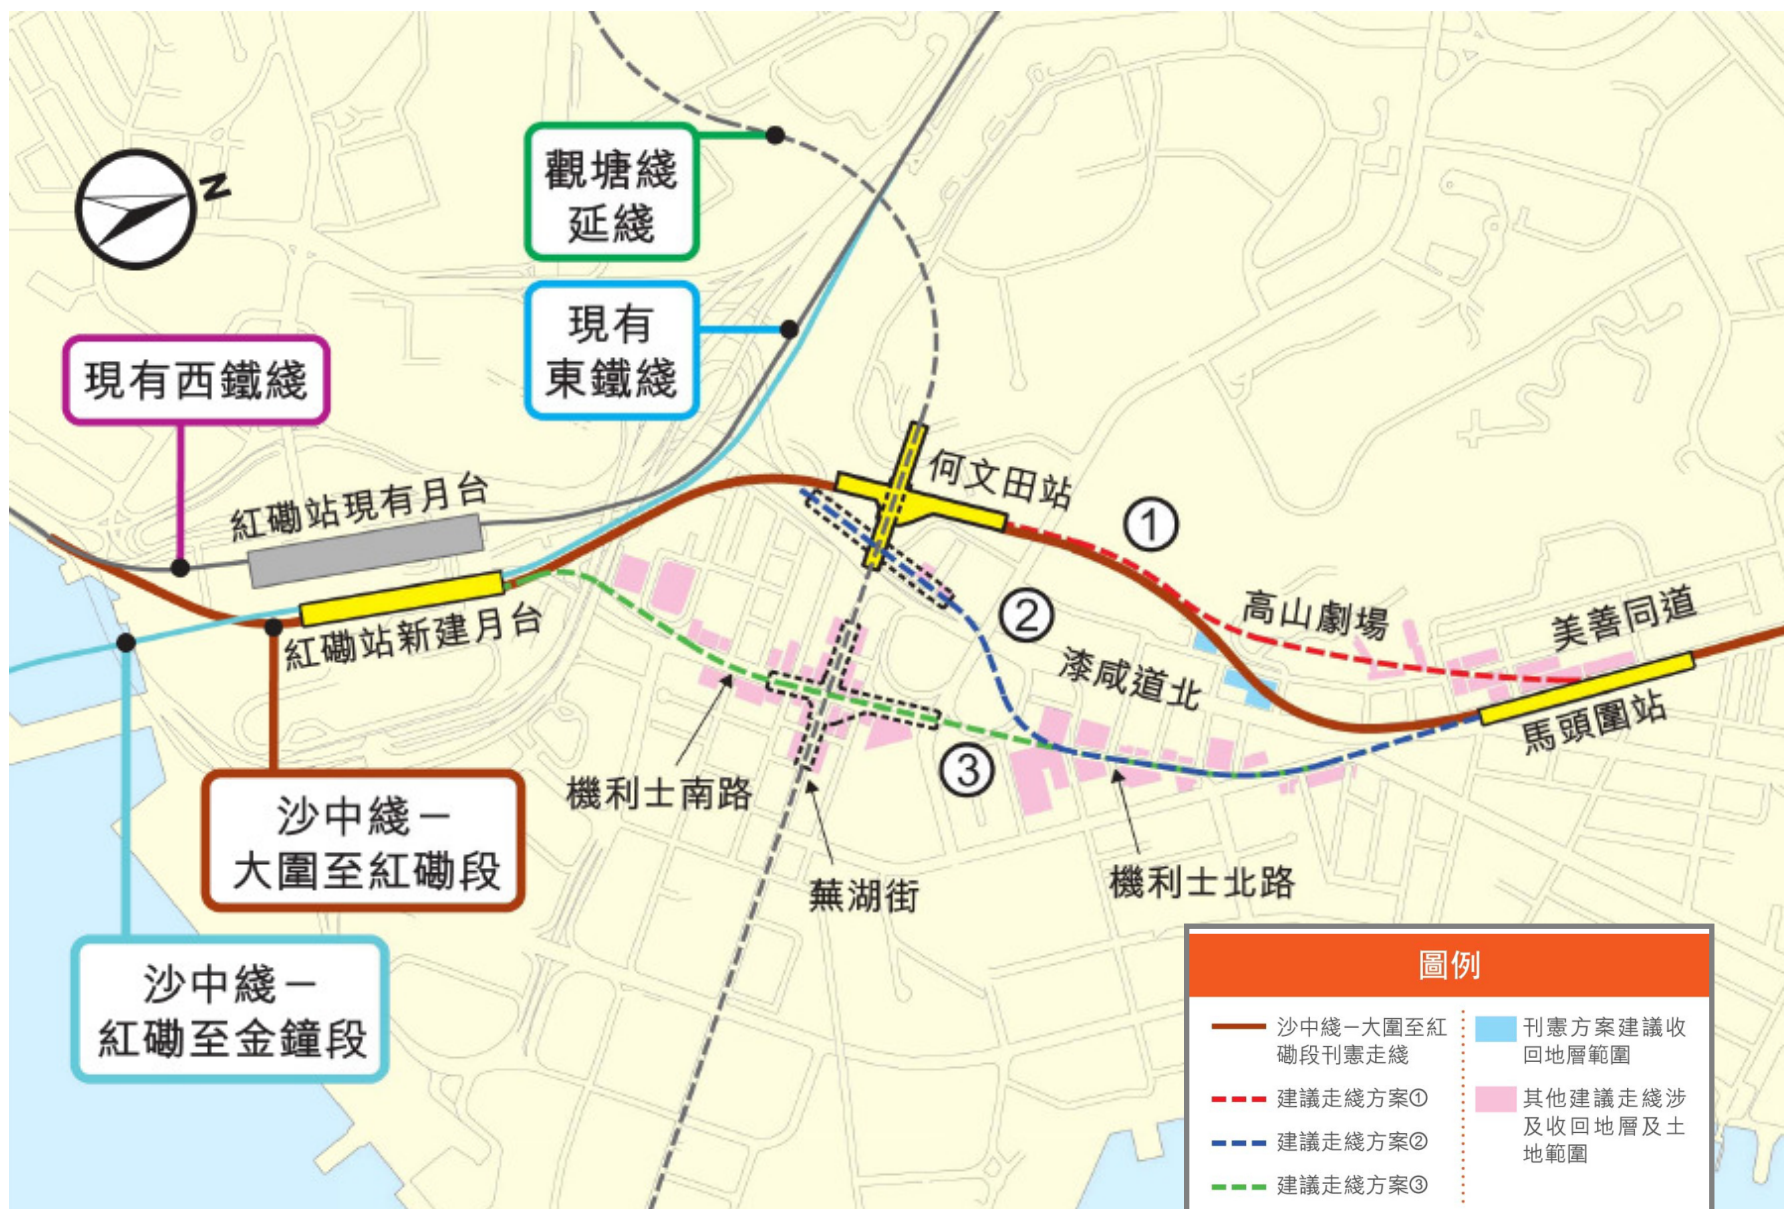 觀塘綫
延綫
N
現有
東鐵綫
現有西鐵綫
紅磡站現有月台
何文田站
①
高山劇場
美善同道
②
紅磡站新建月台
漆咸道北
馬頭圍站
③
機利士南路
沙中綫－
大圍至紅磡段
蕪湖街
機利士北路
沙中綫－
紅磡至金鐘段
圖例
沙中綫－大圍至紅
磡段刊憲走綫
建議走綫方案①
建議走綫方案②
建議走綫方案③
刊憲方案建議收
回地層範圍
其他建議走綫涉
及收回地層及土
地範圍